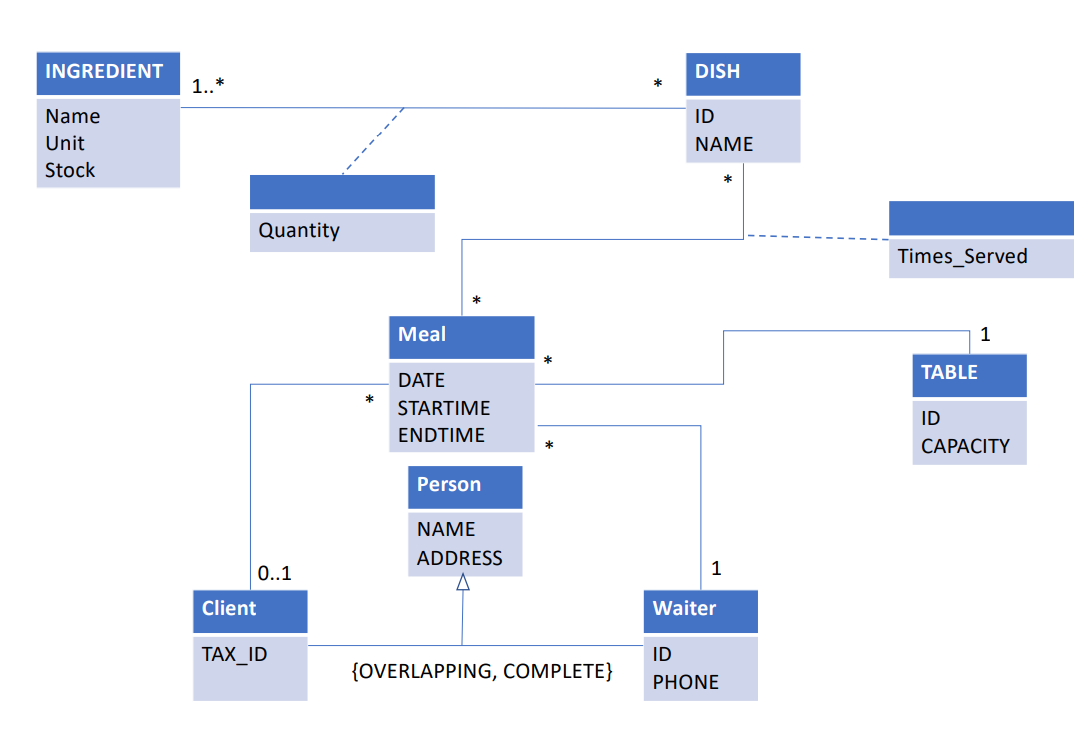 INGREDIENT
Name
Unit
Stock
1..*
*
DISH
ID
NAME
*
Quantity
Times_Served
*
Meal
DATE
STARTIME
ENDTIME
*
*
*
1
TABLE
ID
CAPACITY
Person
NAME
ADDRESS
0..1
1
Client
TAX_ID
Waiter
ID
PHONE
{OVERLAPPING, COMPLETE}